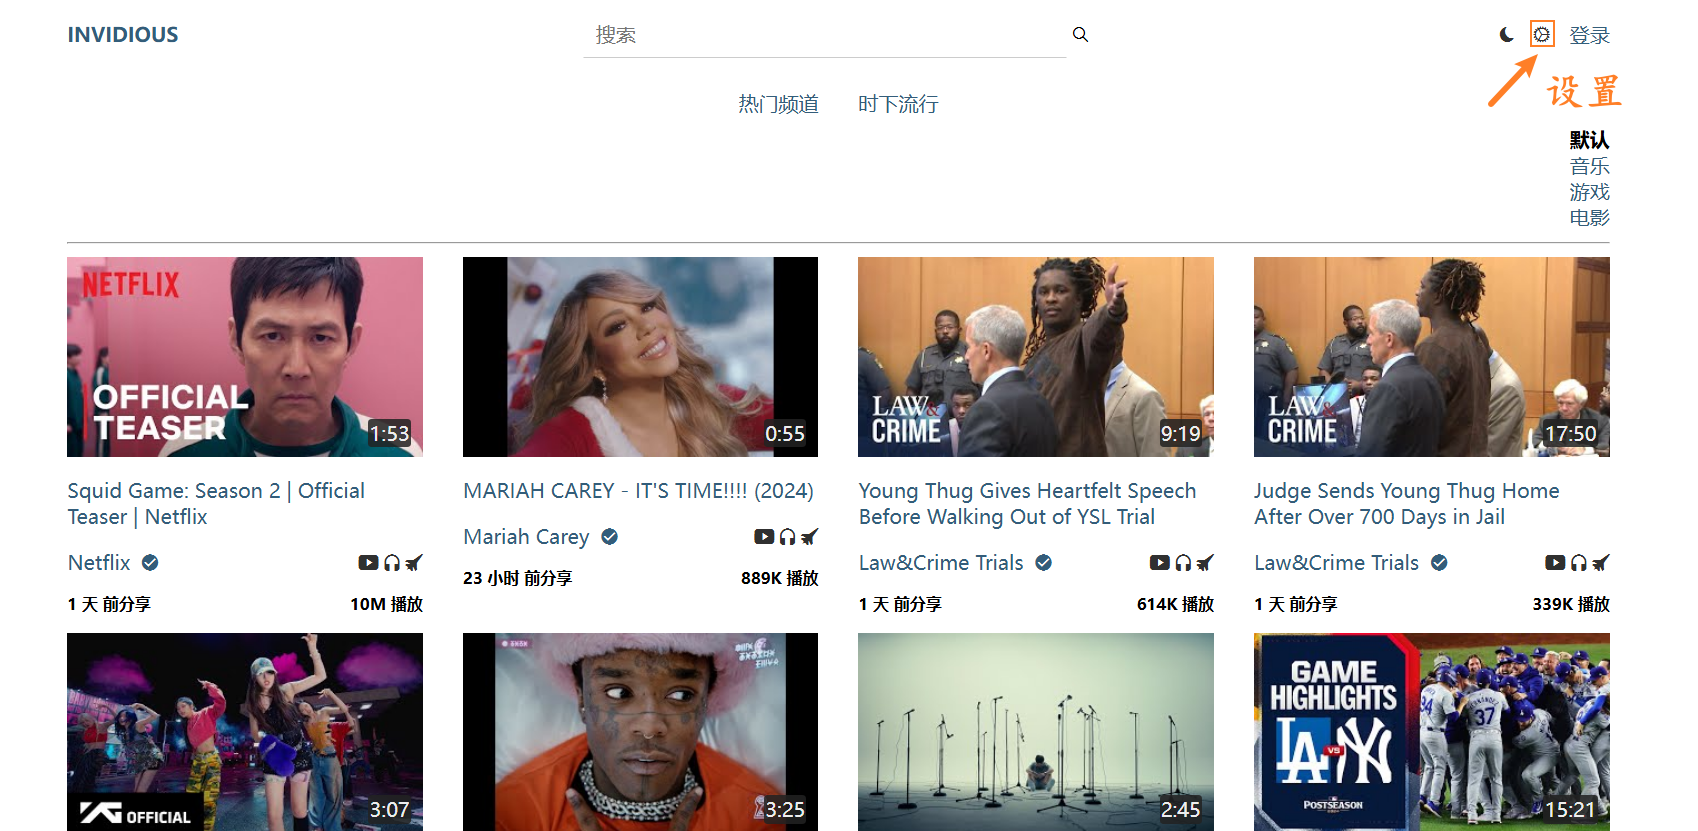 INVIDIOUS
搜索
登录
设置
热门频道
时下流行
默认
音乐
游戏
电影
NETFLIX
OFFICIAL
TEASER
1:53
0:55
LAW&
CRIME
9:19
LAW&
CRIME
17:50
Squid Game: Season 2 | Official
Teaser | Netflix
Netflix
1 天 前分享
10M 播放
MARIAH CAREY - IT'S TIME!!!! (2024)
Mariah Carey
23 小时 前分享
889K 播放
Young Thug Gives Heartfelt Speech
Before Walking Out of YSL Trial
Law&Crime Trials
1 天 前分享
614K 播放
Judge Sends Young Thug Home
After Over 700 Days in Jail
Law&Crime Trials
1 天 前分享
339K 播放
YG OFFICIAL
3:07
3:25
2:45
GAME
HIGHLIGHTS
LA VS NY
POSTSEASON
37
15:21